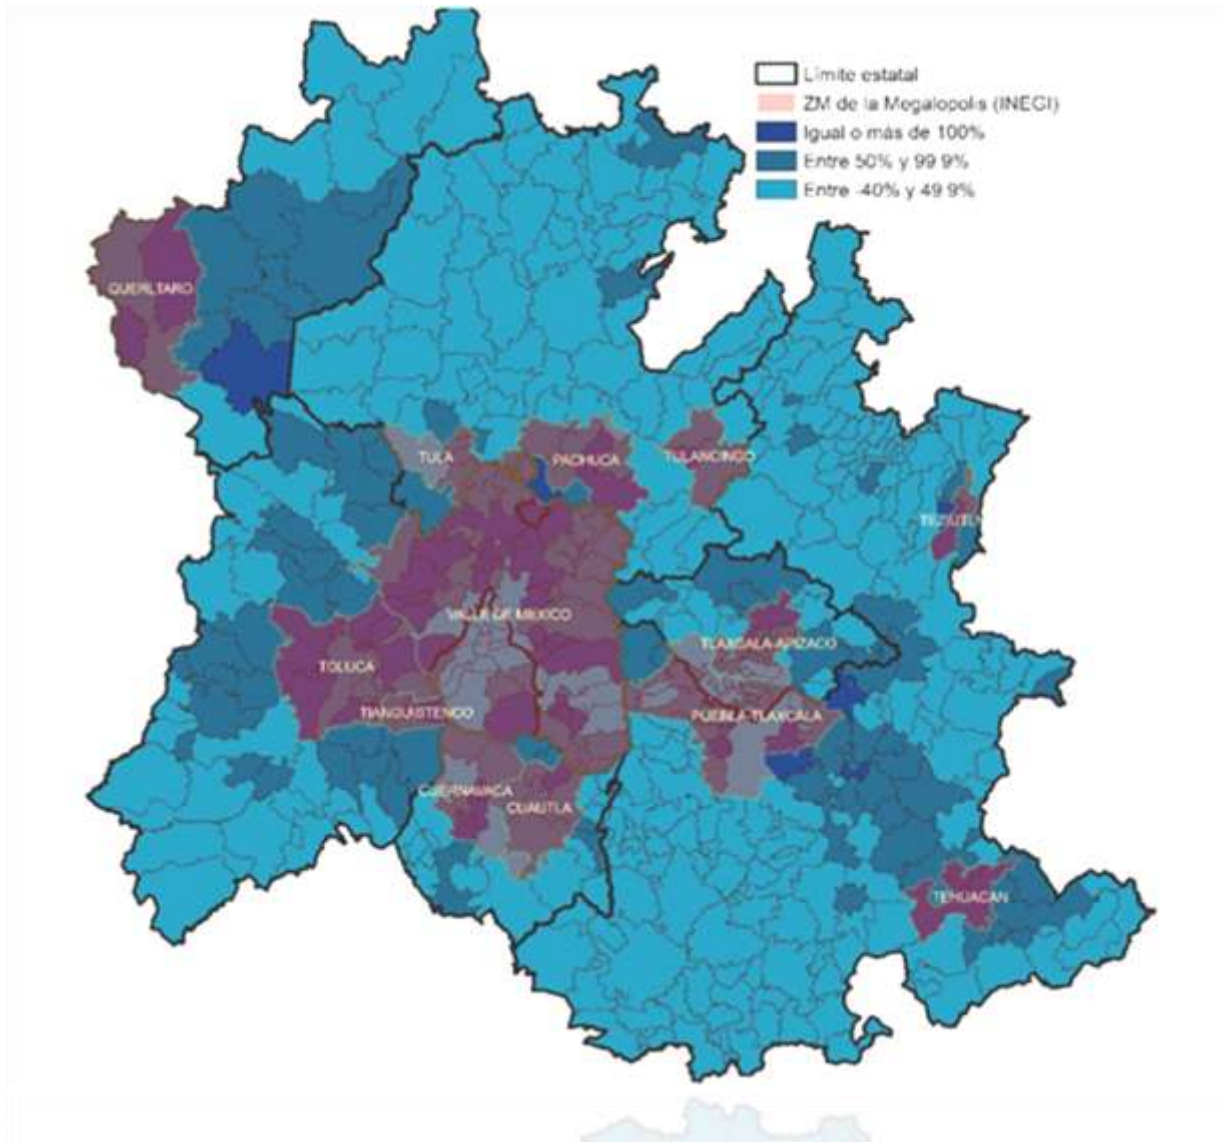 Límite estatal
ZM de la Megalopolis (INEGI)
Igual o más de 100%
Entre 50% y 99 9%
Entre -40% y 49 9%
QUERETARO
TULA
PACHUCA
TULANCINGO
VALLE DE MEXICO
TLAXCALA-APIZACO
TOLUCA
TIANGUISTENCO
PUEBLA-TLAXCALA
CUERNAVACA
CUAUTLA
TEHUACAN